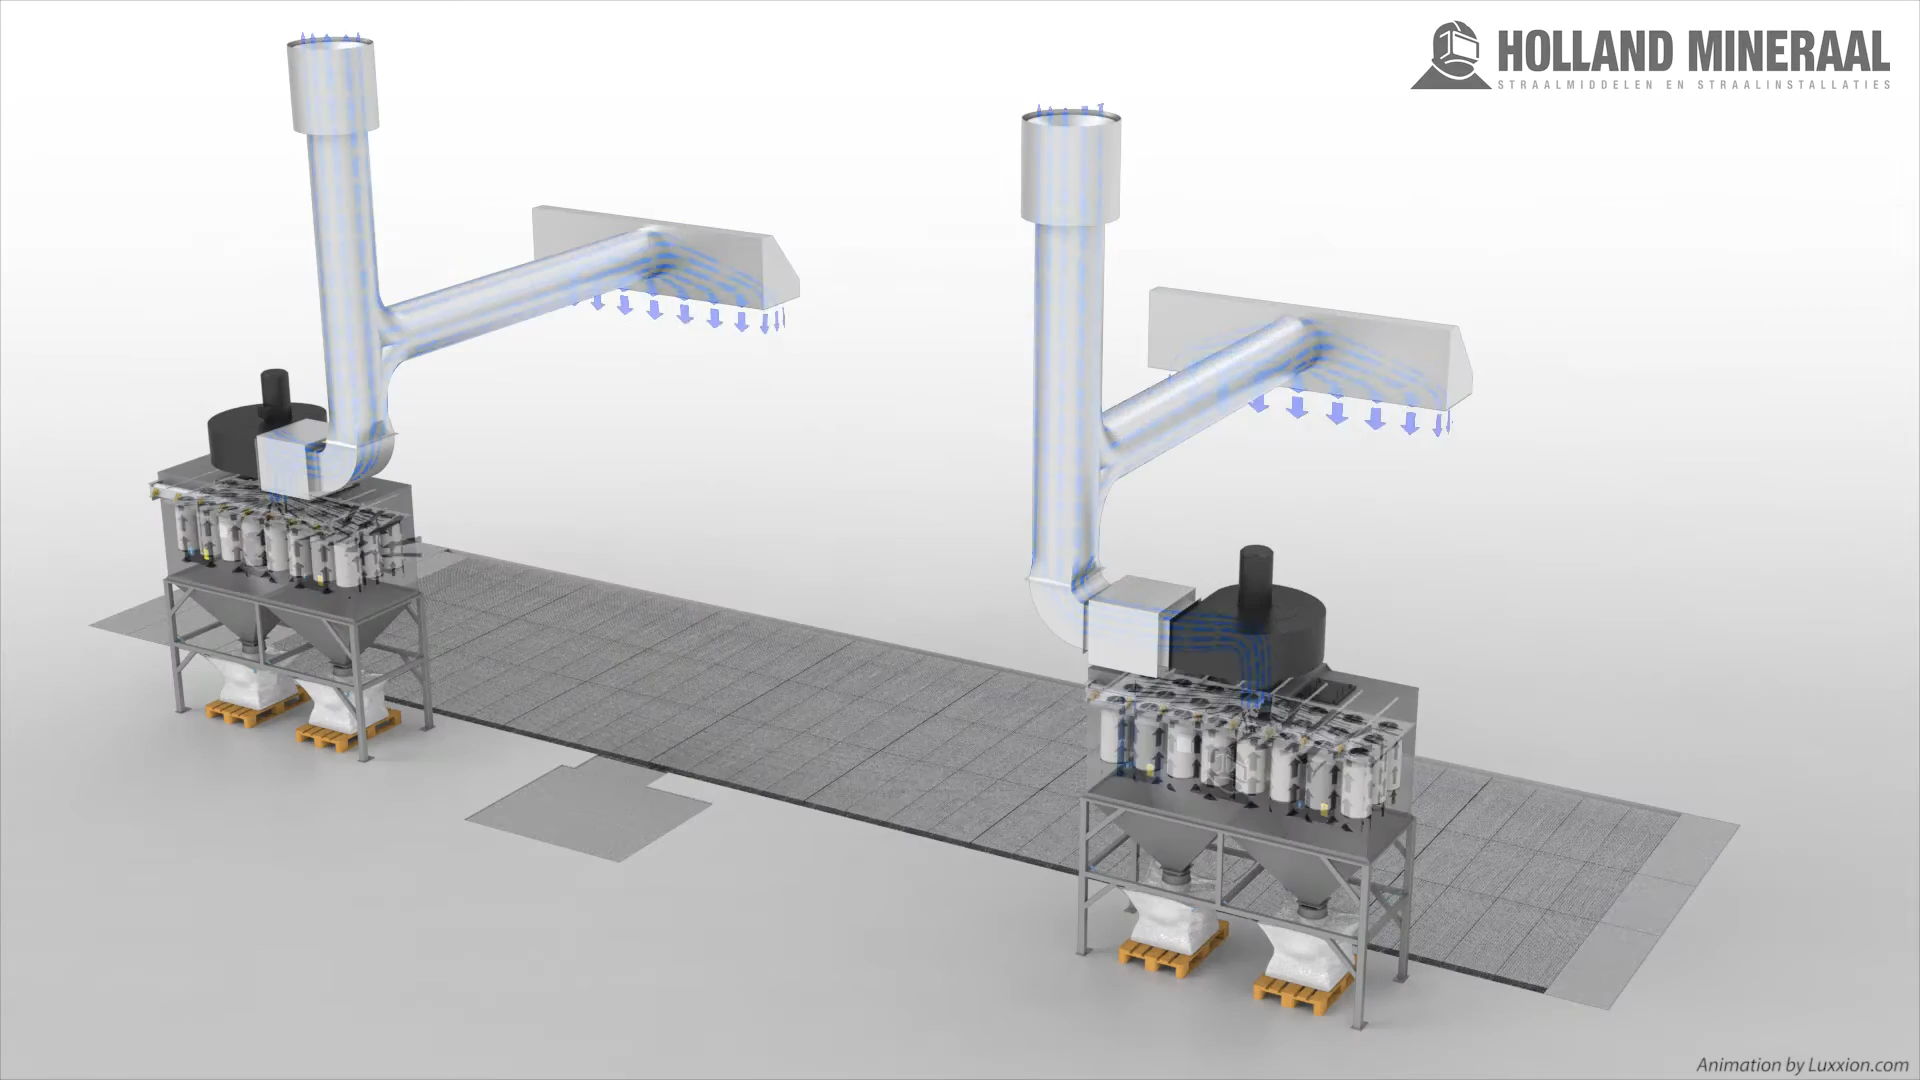 HOLLAND MINERAAL
STRAALMIDDELEN EN STRAALINSTALLATIES
Animation by Luxxion.com